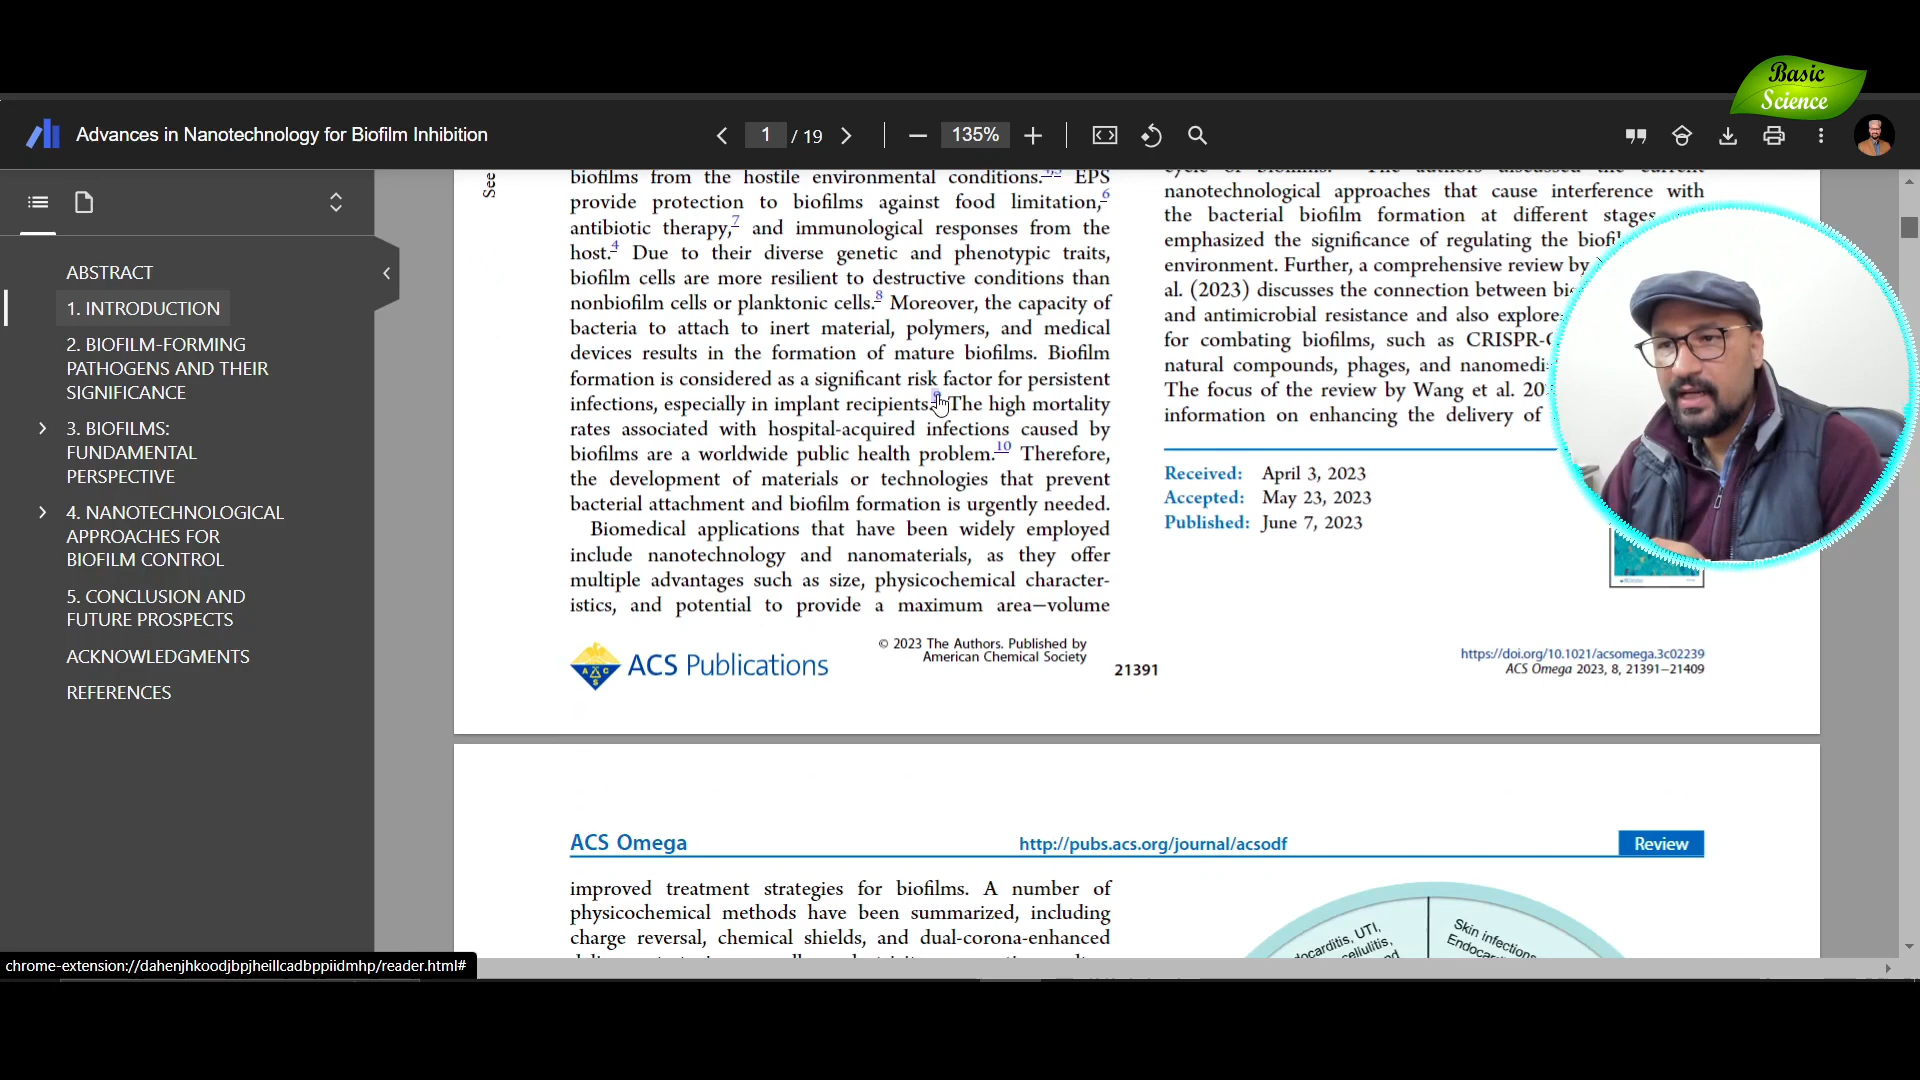 Basic
Science
Advances in Nanotechnology for Biofilm Inhibition
1 / 19
135%
ABSTRACT
1. INTRODUCTION
2. BIOFILM-FORMING
PATHOGENS AND THEIR
SIGNIFICANCE
3. BIOFILMS:
FUNDAMENTAL
PERSPECTIVE
4. NANOTECHNOLOGICAL
APPROACHES FOR
BIOFILM CONTROL
5. CONCLUSION AND
FUTURE PROSPECTS
ACKNOWLEDGMENTS
REFERENCES
See
biofilms from the hostile environmental conditions.4,5 EPS
provide protection to biofilms against food limitation,6
antibiotic therapy,7 and immunological responses from the
host.4 Due to their diverse genetic and phenotypic traits,
biofilm cells are more resilient to destructive conditions than
nonbiofilm cells or planktonic cells.8 Moreover, the capacity of
bacteria to attach to inert material, polymers, and medical
devices results in the formation of mature biofilms. Biofilm
formation is considered as a significant risk factor for persistent
infections, especially in implant recipients. The high mortality
rates associated with hospital-acquired infections caused by
biofilms are a worldwide public health problem.10 Therefore,
the development of materials or technologies that prevent
bacterial attachment and biofilm formation is urgently needed.
Biomedical applications that have been widely employed
include nanotechnology and nanomaterials, as they offer
multiple advantages such as size, physicochemical character-
istics, and potential to provide a maximum area−volume
nanotechnological approaches that cause interference with
the bacterial biofilm formation at different stages
emphasized the significance of regulating the
environment. Further, a comprehensive review by
al. (2023) discusses the connection between
and antimicrobial resistance and also
for combating biofilms, such as
natural compounds, phages, and
The focus of the review by Wang et al.
information on enhancing the delivery of
Received: April 3, 2023
Accepted: May 23, 2023
Published: June 7, 2023
ACS Publications
© 2023 The Authors. Published by
American Chemical Society
21391
https://doi.org/10.1021/acsomega.3c02239
ACS Omega 2023, 8, 21391−21409
ACS Omega
http://pubs.acs.org/journal/acsodf
Review
improved treatment strategies for biofilms. A number of
physicochemical methods have been summarized, including
charge reversal, chemical shields, and dual-corona-enhanced
UTI,
cellulitis,
Skin infections
chrome-extension://dahenjhkoodjbpjheillcadbppiidmhp/reader.html#